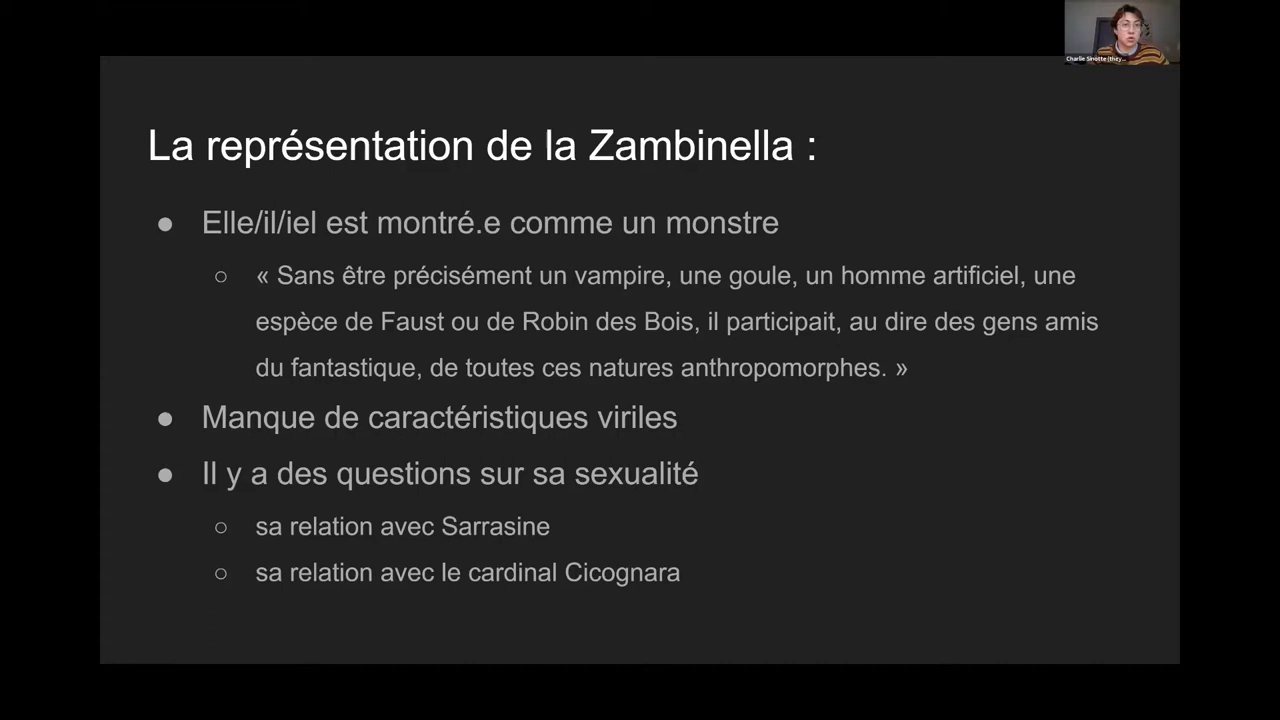 Charlie Sinotte (they...
La représentation de la Zambinella :
● Elle/il/iel est montré.e comme un monstre
○ « Sans être précisément un vampire, une goule, un homme artificiel, une
espèce de Faust ou de Robin des Bois, il participait, au dire des gens amis
du fantastique, de toutes ces natures anthropomorphes. »
● Manque de caractéristiques viriles
● Il y a des questions sur sa sexualité
○ sa relation avec Sarrasine
○ sa relation avec le cardinal Cicognara